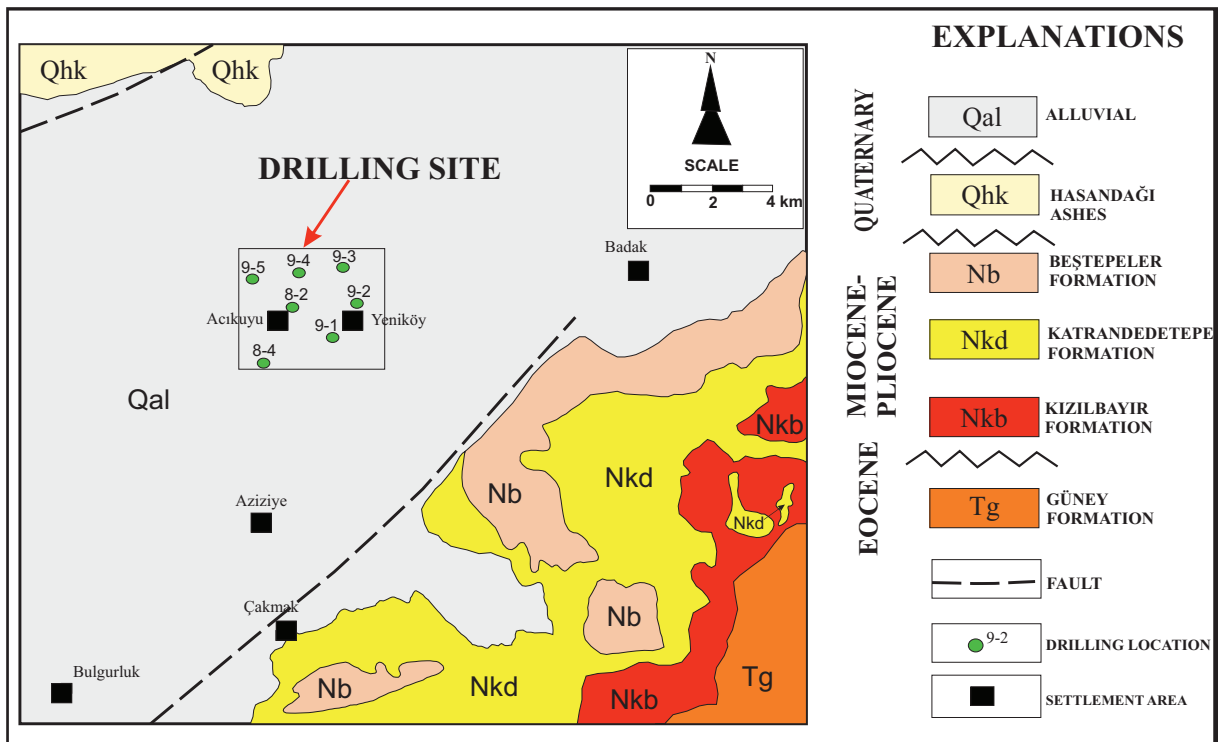 Qhk
Qhk
N
SCALE
0 2 4 km
DRILLING SITE
Badak
9-5
9-4
9-3
8-2
9-2
Acıkuyu
9-1
Yeniköy
8-4
Qal
Nkb
Nb
Nkd
Nkd
Aziziye
Çakmak
Nb
Bulgurluk
Nb
Nkd
Nkb
Tg
EXPLANATIONS
QUATERNARY
MIOCENE-
PLIOCENE
EOCENE
Qal
ALLUVIAL
Qhk
HASANDAĞI
ASHES
Nb
BEŞTEPELER
FORMATION
Nkd
KATRANDEDETEPE
FORMATION
Nkb
KIZILBAYIR
FORMATION
Tg
GÜNEY
FORMATION
FAULT
9-2
DRILLING LOCATION
SETTLEMENT AREA